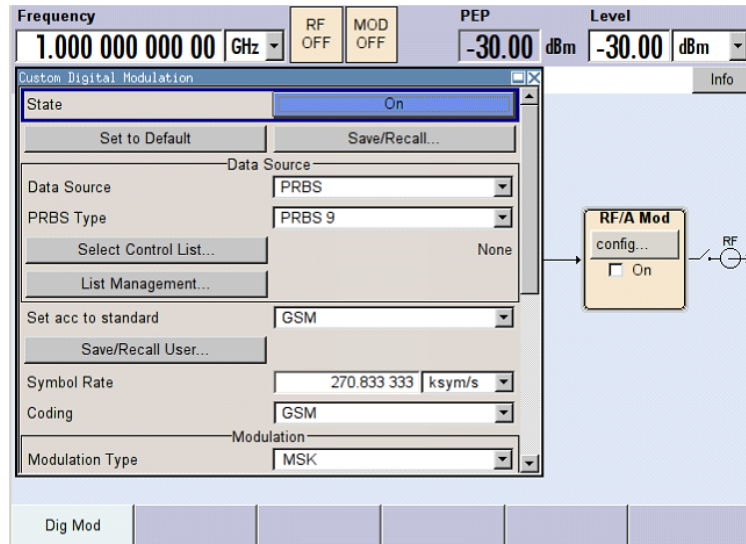 Frequency RF OFF MOD OFF PEP Level
1.000 000 000 00 GHz -30.00 dBm -30.00 dBm
Custom Digital Modulation
Info
State On
Set to Default Save/Recall...
Data Source
Data Source PRBS
PRBS Type PRBS 9
Select Control List... None
List Management...
Set acc to standard GSM
Save/Recall User...
Symbol Rate 270.833 333 ksym/s
Coding GSM
Modulation
Modulation Type MSK
RF/A Mod
config...
On
RF
Dig Mod